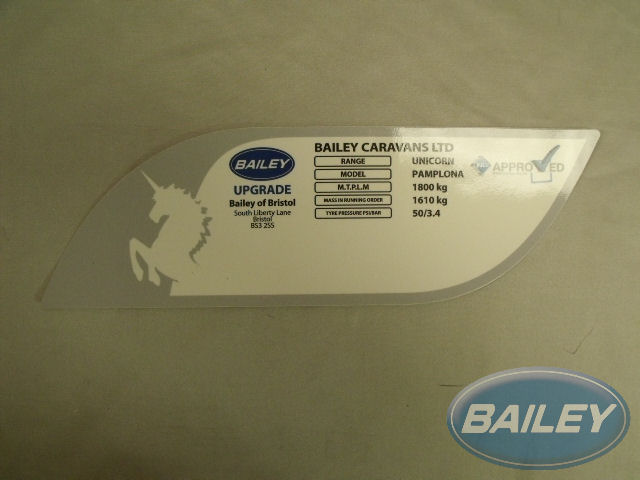 BAILEY
UPGRADE
Bailey of Bristol
South Liberty Lane
Bristol
BS3 2SS
BAILEY CARAVANS LTD
RANGE UNICORN
MODEL PAMPLONA
M.T.P.L.M 1800 kg
MASS IN RUNNING ORDER 1610 kg
TYRE PRESSURE PSI/BAR 50/3.4
APPROVED
BAILEY